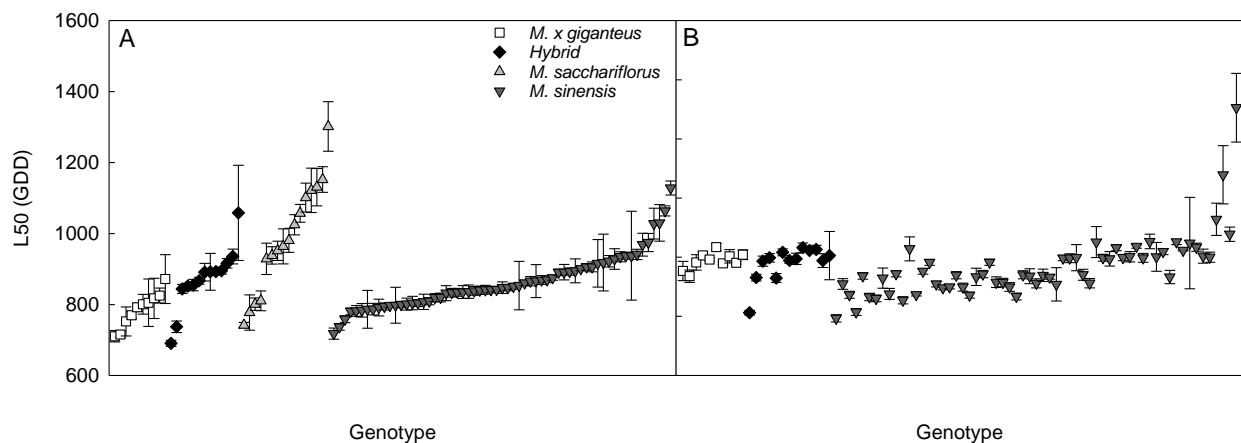 A
B
M. x giganteus
Hybrid
M. sacchariflorus
M. sinensis
L50 (GDD)
1600
1400
1200
1000
800
600
Genotype
Genotype